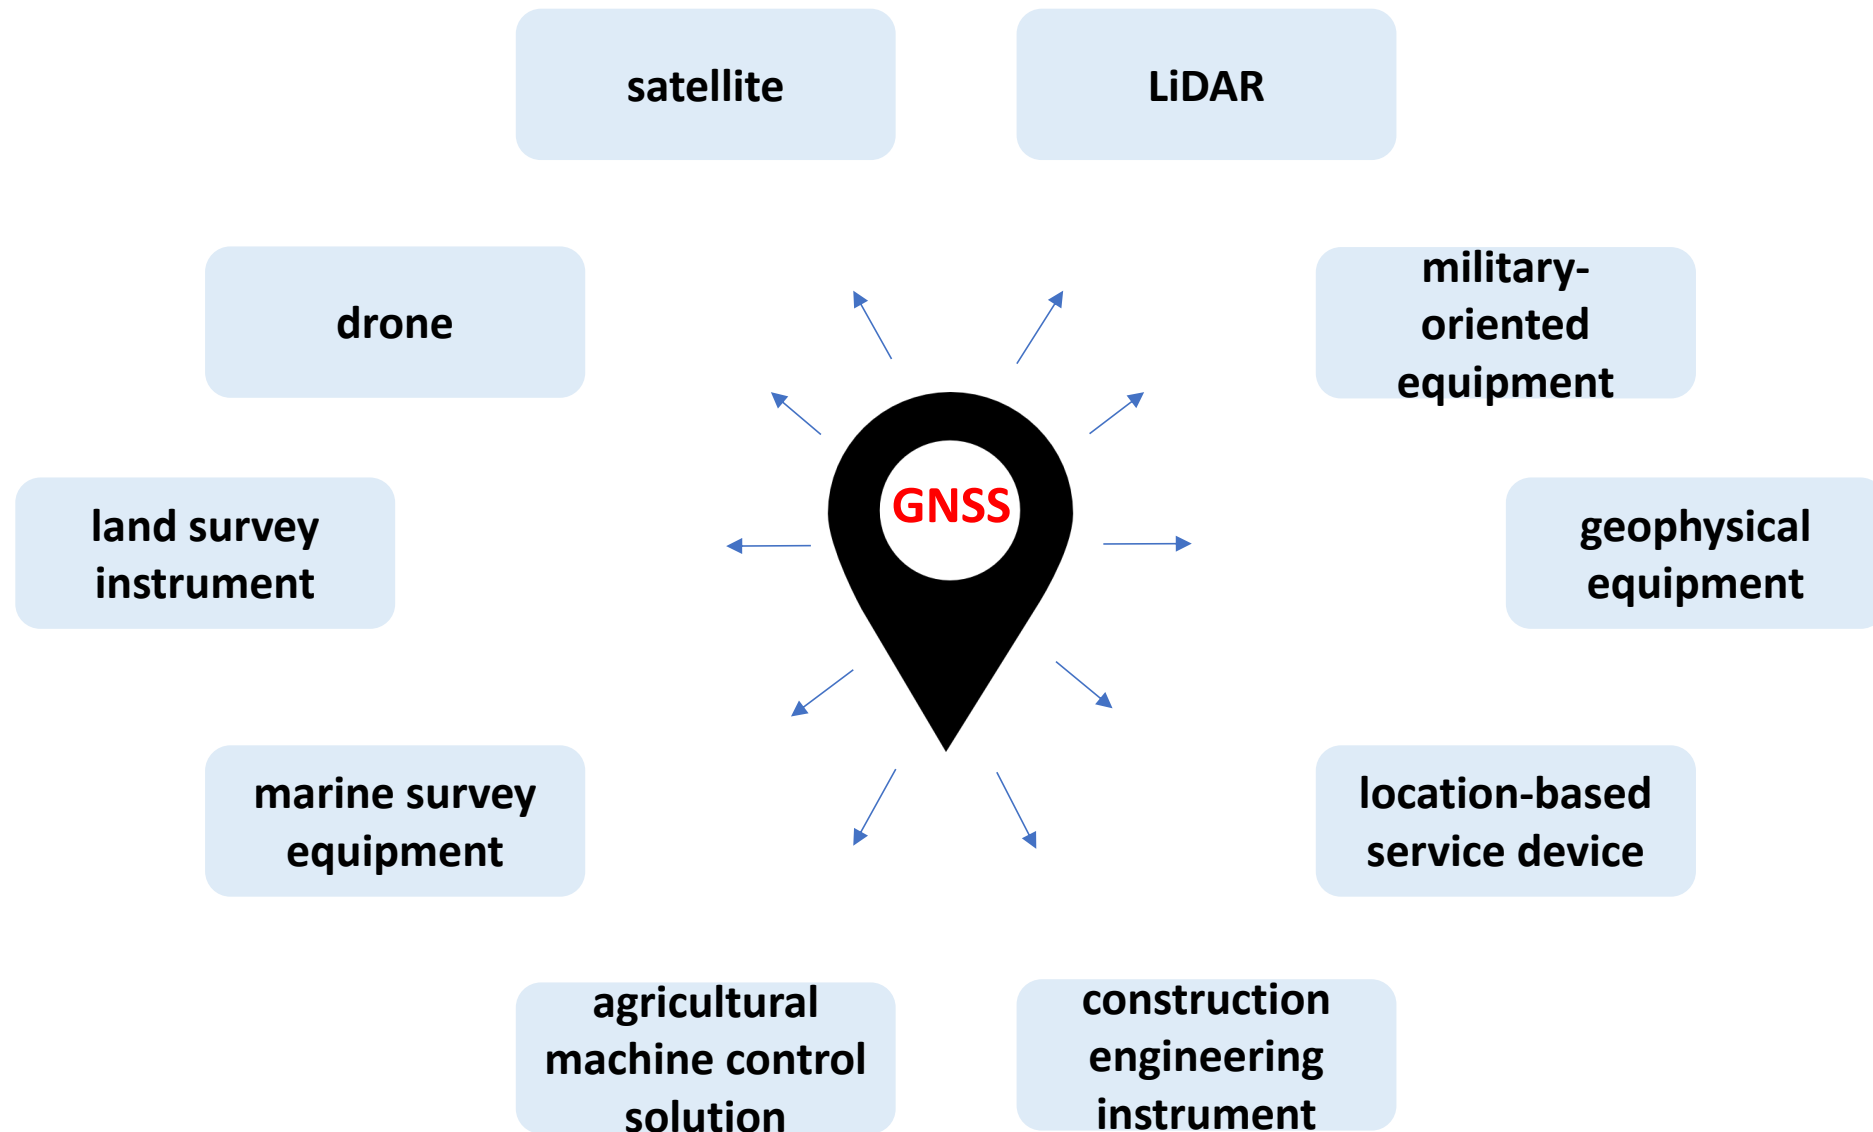 satellite
LiDAR
drone
military-
oriented
equipment
GNSS
land survey
instrument
geophysical
equipment
marine survey
equipment
location-based
service device
agricultural
machine control
solution
construction
engineering
instrument